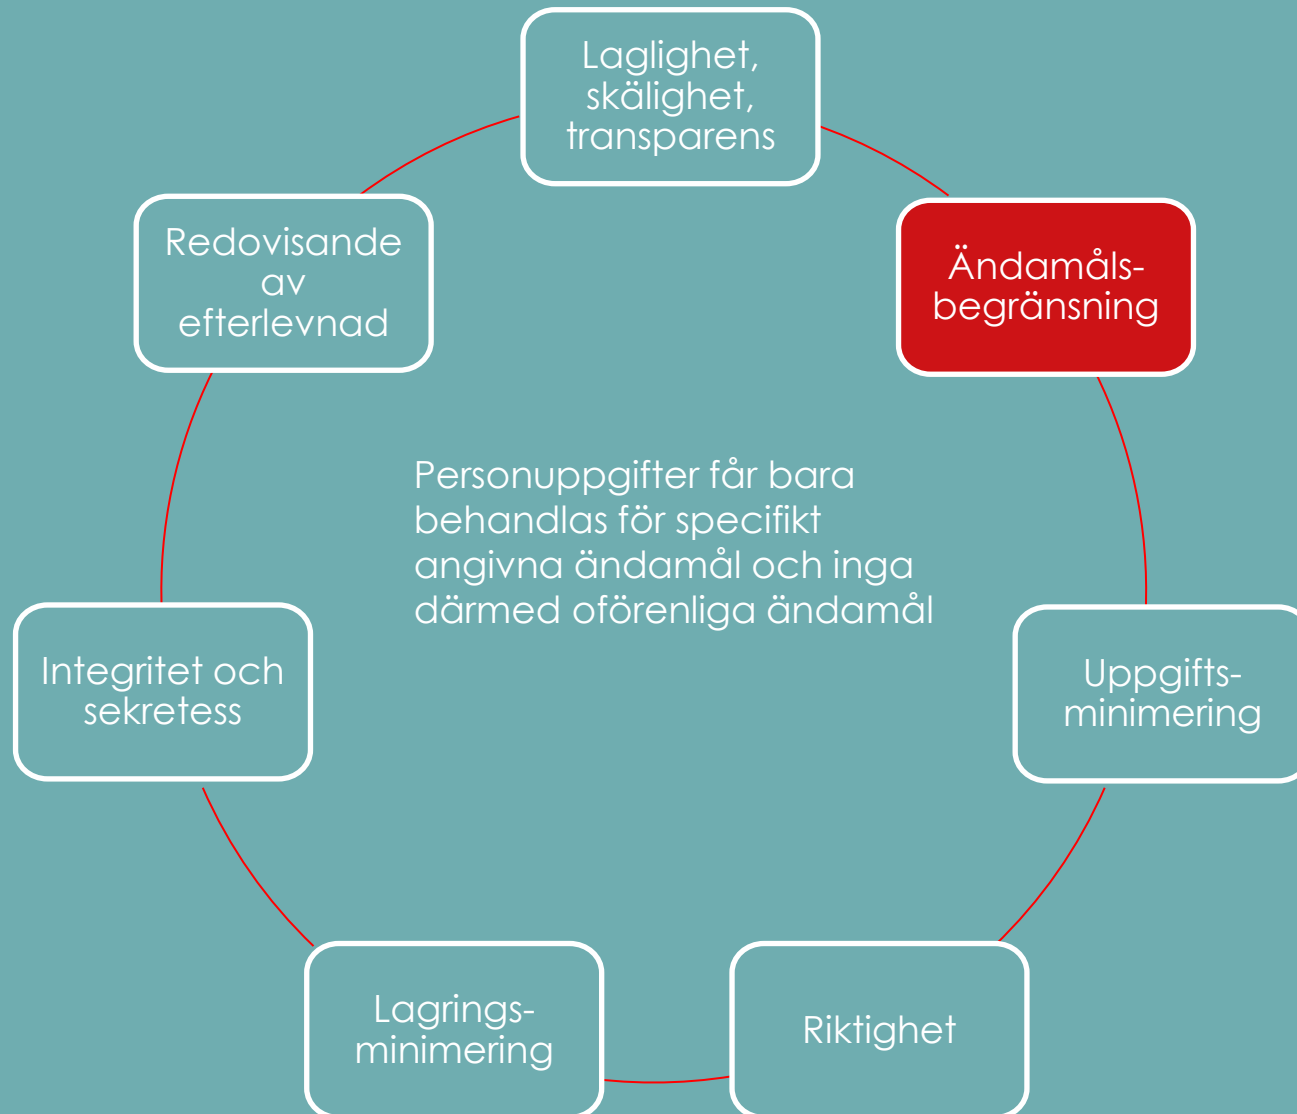 Laglighet,
skälighet,
transparens
Ändamåls-
begränsning
Uppgifts-
minimering
Riktighet
Lagrings-
minimering
Integritet och
sekretess
Redovisande
av
efterlevnad
Personuppgifter får bara
behandlas för specifikt
angivna ändamål och inga
därmed oförenliga ändamål